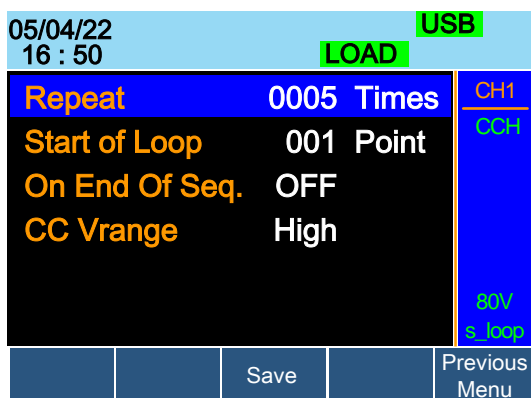 05/04/22 USB
16 : 50 LOAD
Repeat 0005 Times
Start of Loop 001 Point
On End Of Seq. OFF
CC Vrange High
CH1
CCH
80V
s_loop
Save
Previous
Menu